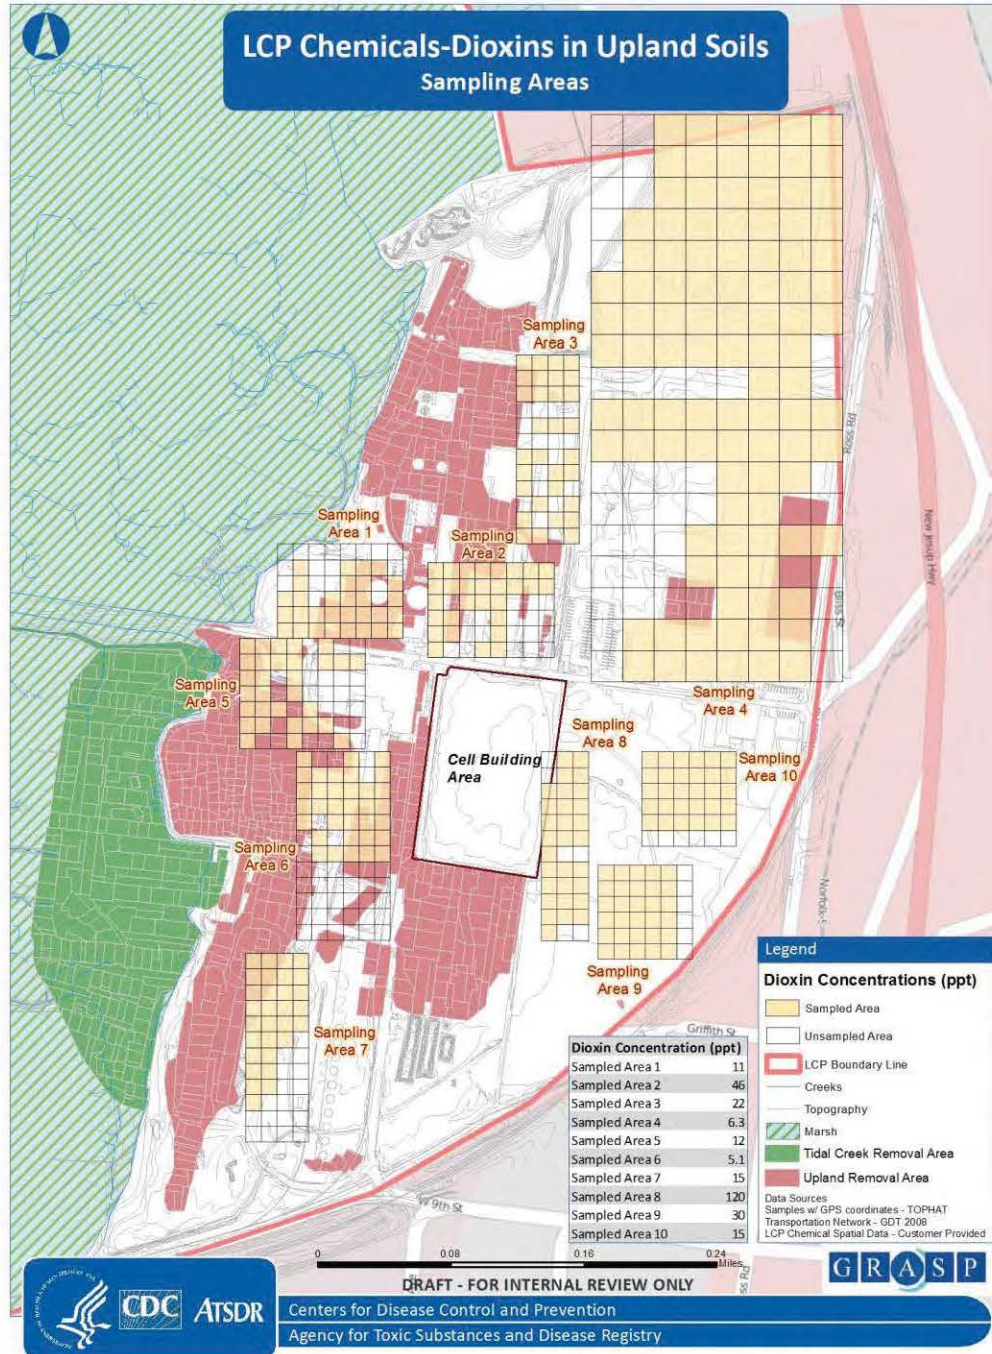 LCP Chemicals-Dioxins in Upland Soils
Sampling Areas
Sampling
Area 3
Ross Rd
New Jesup Hwy
Sampling
Area 1
Sampling
Area 2
Bliss St
Sampling
Area 5
Sampling
Area 4
Sampling
Area 8
Cell Building
Area
Sampling
Area 10
Sampling
Area 6
Sampling
Area 9
Sampling
Area 7
Griffith St
W 9th St
Dioxin Concentration (ppt)
Sampled Area 1 11
Sampled Area 2 46
Sampled Area 3 22
Sampled Area 4 6.3
Sampled Area 5 12
Sampled Area 6 5.1
Sampled Area 7 15
Sampled Area 8 120
Sampled Area 9 30
Sampled Area 10 15
Legend
Dioxin Concentrations (ppt)
Sampled Area
Unsampled Area
LCP Boundary Line
Creeks
Topography
Marsh
Tidal Creek Removal Area
Upland Removal Area
Data Sources
Samples w/ GPS coordinates - TOPHAT
Transportation Network - GDT 2008
LCP Chemical Spatial Data - Customer Provided
0 0.08 0.16 0.24
Miles
DRAFT - FOR INTERNAL REVIEW ONLY
GRASP
CDC ATSDR
Centers for Disease Control and Prevention
Agency for Toxic Substances and Disease Registry